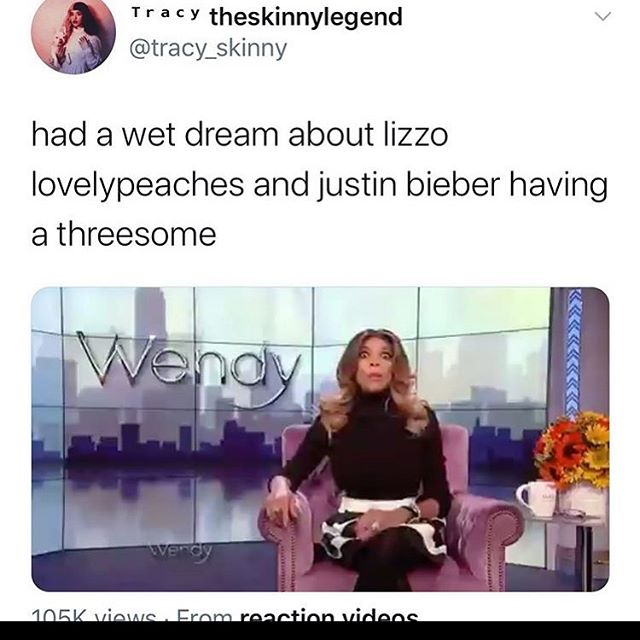 Tracy theskinnylegend
@tracy_skinny
had a wet dream about lizzo
lovelypeaches and justin bieber having
a threesome
Wendy
Wendy
105K views · From reaction videos